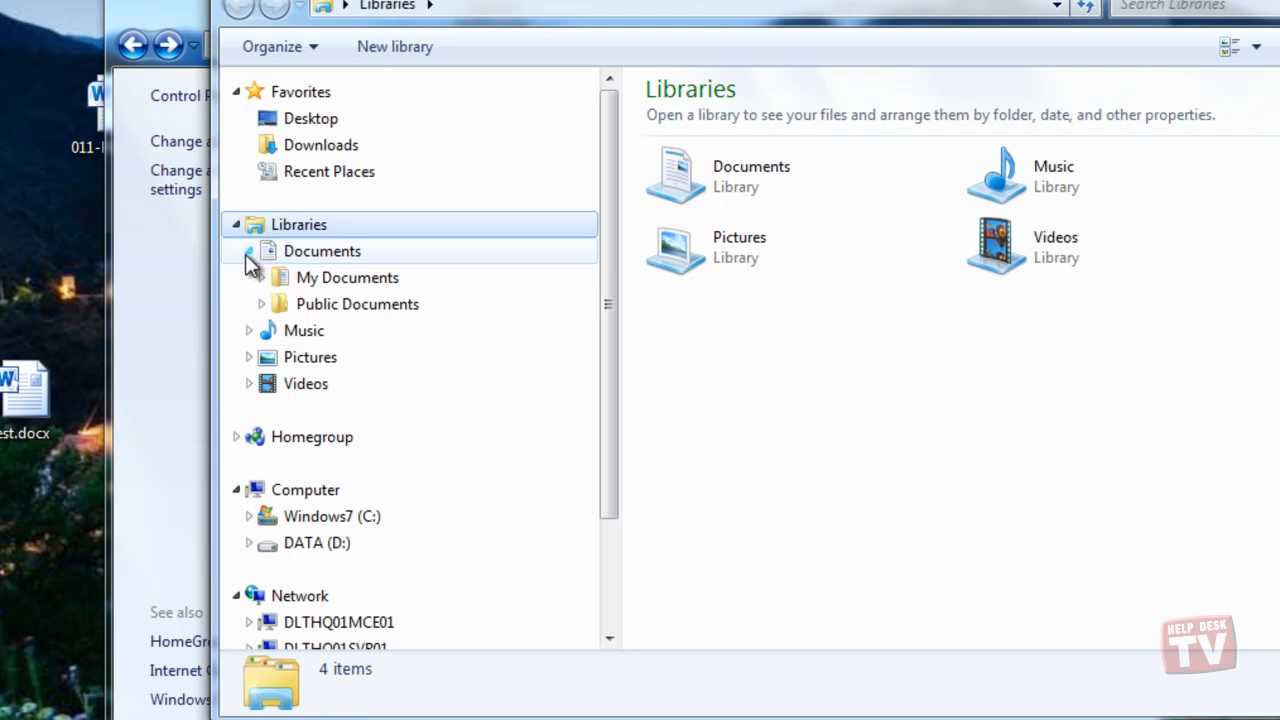 Libraries
Search Libraries
Organize
New library
Control
Change
Change
settings
See also
Internet
Windows
W
011-
W
est.docx
Favorites
Desktop
Downloads
Recent Places
Libraries
Documents
My Documents
Public Documents
Music
Pictures
Videos
Homegroup
Computer
Windows7 (C:)
DATA (D:)
Network
DLTHQ01MCE01
DLTHQ01SVR01
Libraries
Open a library to see your files and arrange them by folder, date, and other properties.
Documents
Library
Music
Library
Pictures
Library
Videos
Library
4 items
HELP DESK
TV